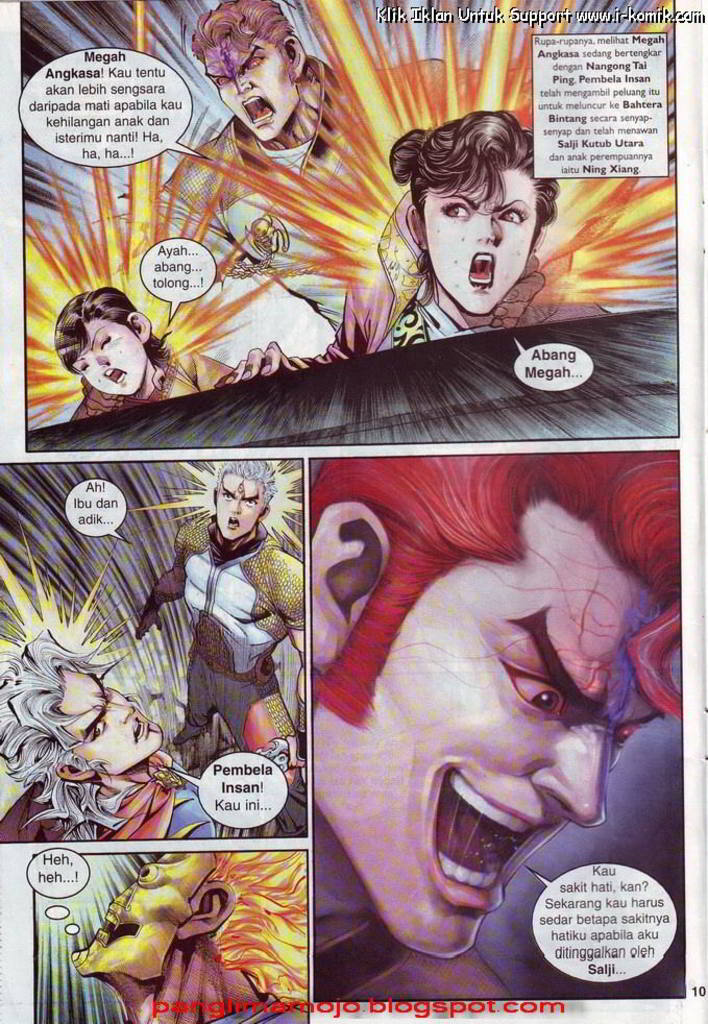 Klik Iklan Untuk Support www.i-komik.com
Megah
Angkasa! Kau tentu
akan lebih sengsara
daripada mati apabila kau
kehilangan anak dan
isterimu nanti! Ha,
ha, ha...!
Rupa-rupanya, melihat Megah
Angkasa sedang bertengkar
dengan Nangong Tai
Ping, Pembela Insan
telah mengambil peluang itu
untuk meluncur ke Bahtera
Bintang secara senyap-
senyap dan telah menawan
Salji Kutub Utara
dan anak perempuannya
iaitu Ning Xiang.
Ayah...
abang...
tolong...!
Abang
Megah...
Ah!
Ibu dan
adik...
Pembela
Insan!
Kau ini...
Heh,
heh...!
Kau
sakit hati, kan?
Sekarang kau harus
sedar betapa sakitnya
hatiku apabila aku
ditinggalkan oleh
Salji...
10
panglimamojo.blogspot.com